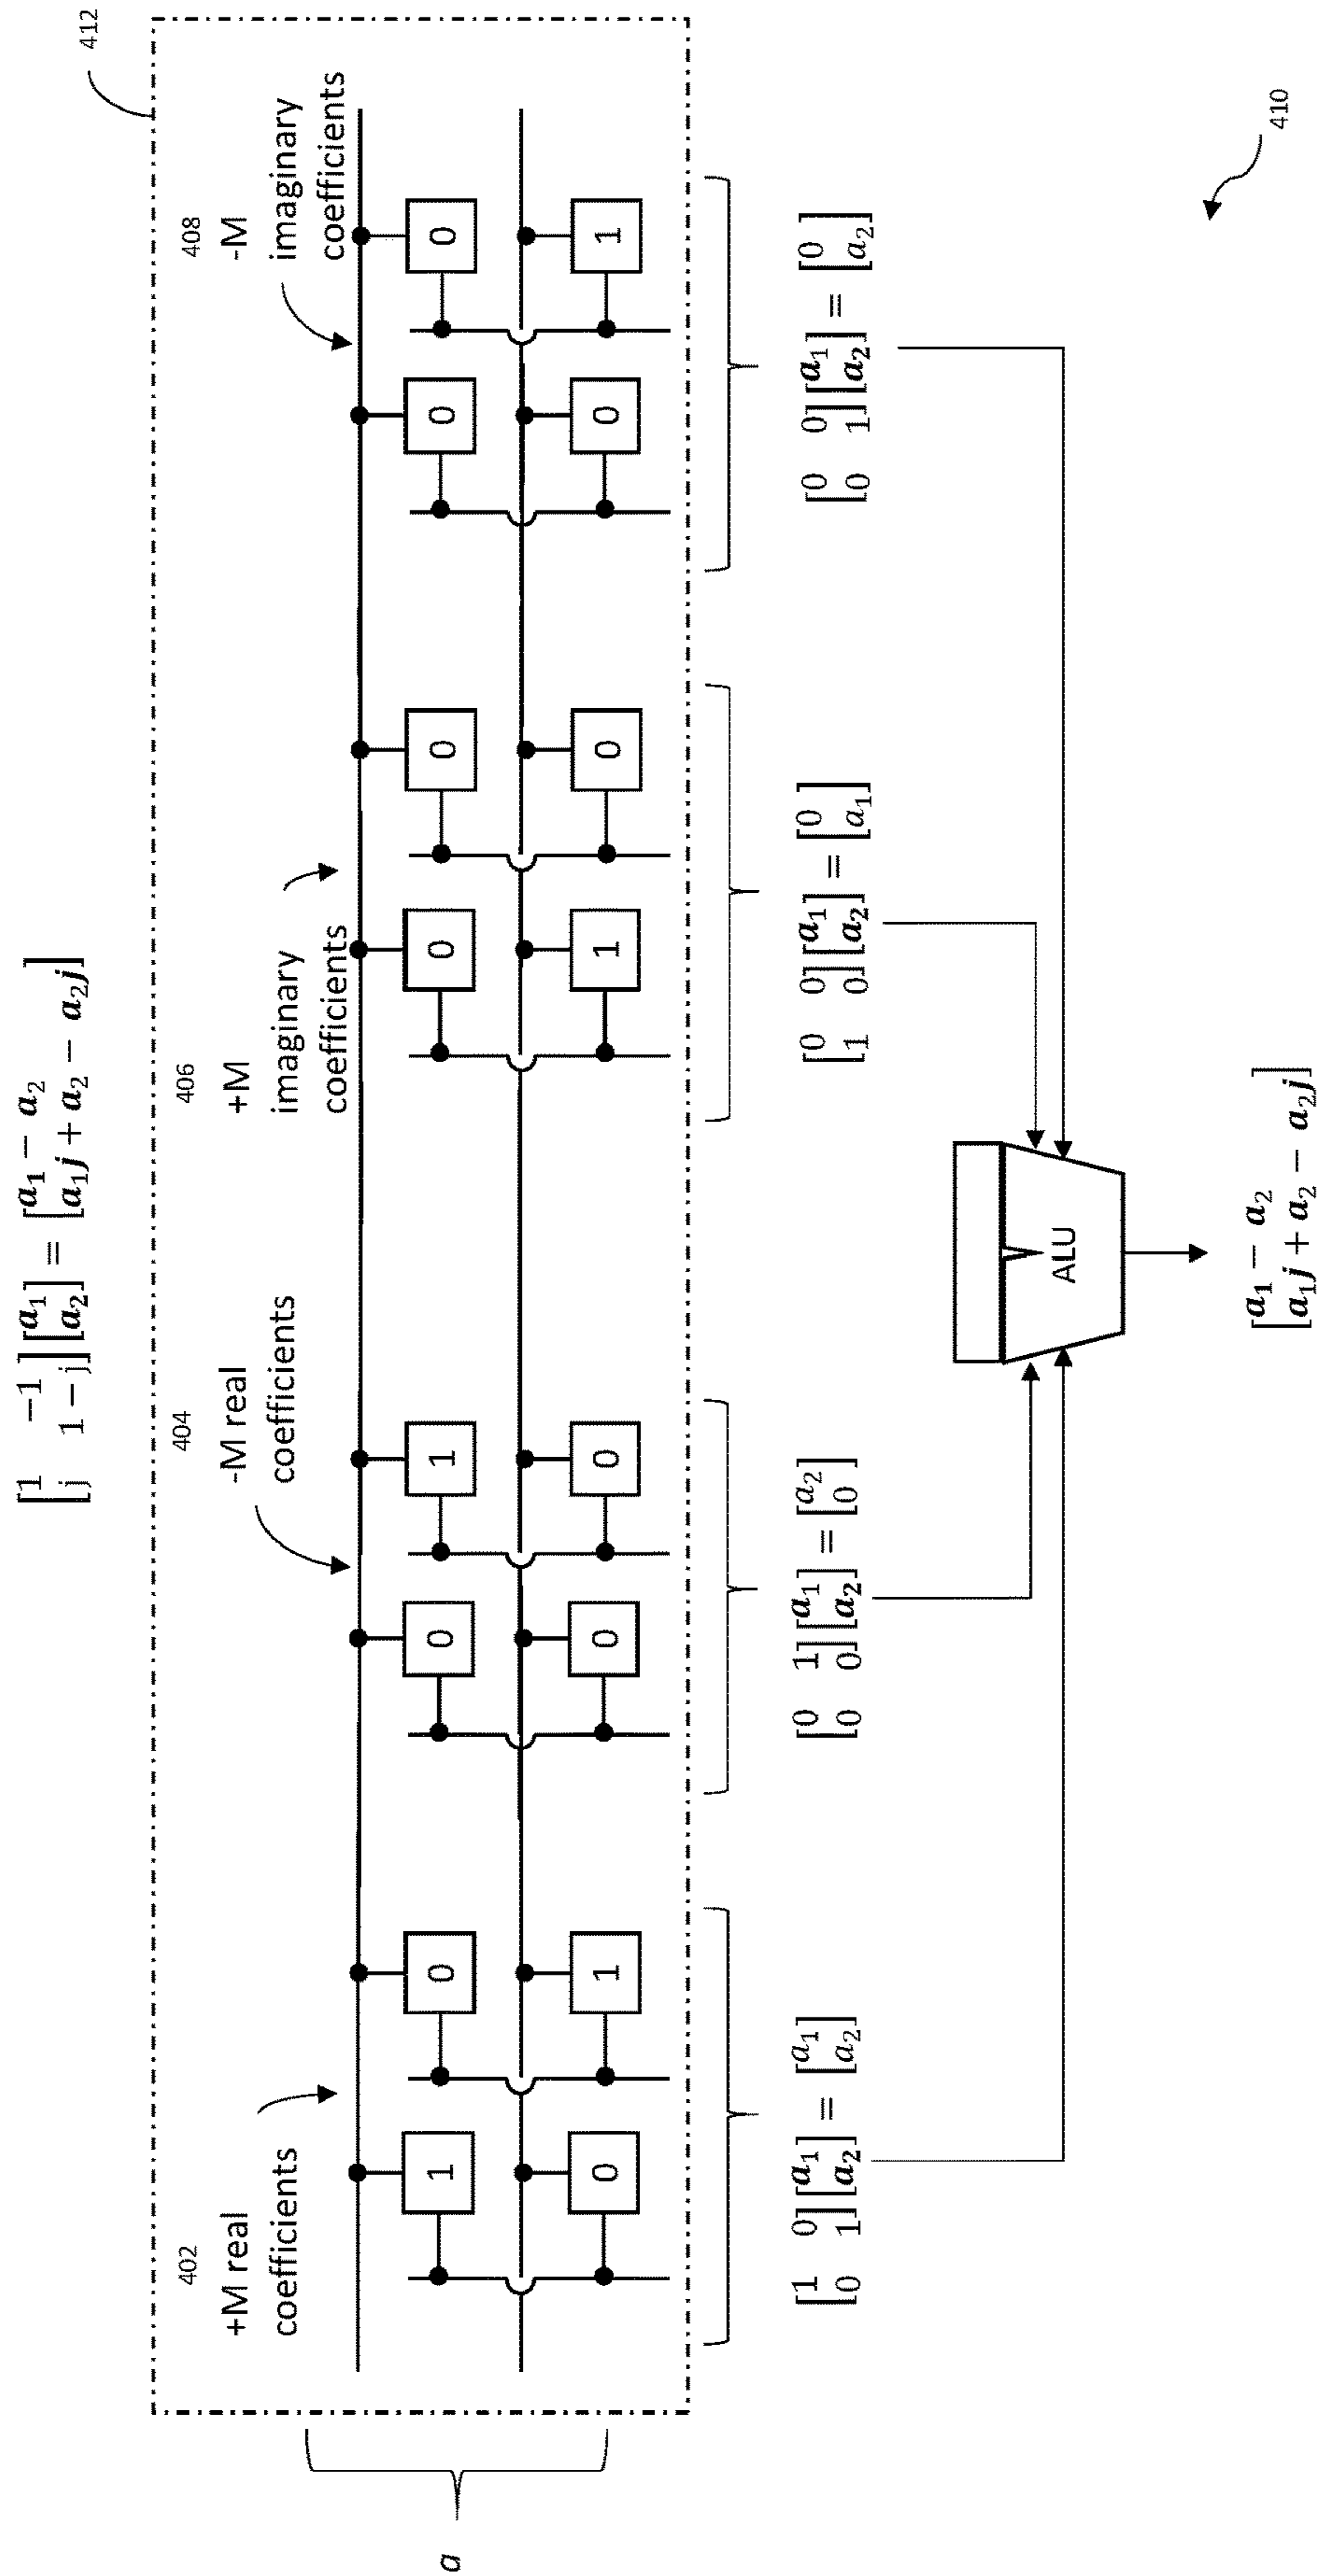 [1 -1] [a₁] = [a₁ − a₂]
[j 1 − j] [a₂] = [a₁j + a₂ − a₂j]
412
402
+M real
coefficients
404
-M real
coefficients
406
+M
imaginary
coefficients
408
-M
imaginary
coefficients
a
1 0 0 1 0 0 0 0
0 1 0 0 1 0 0 1
[1 0] [a₁] = [a₁]
[0 1] [a₂] = [a₂]
[0 1] [a₁] = [a₂]
[0 0] [a₂] = [0]
[0 0] [a₁] = [0]
[1 0] [a₂] = [a₁]
[0 0] [a₁] = [0]
[0 1] [a₂] = [a₂]
ALU
[a₁ − a₂]
[a₁j + a₂ − a₂j]
410